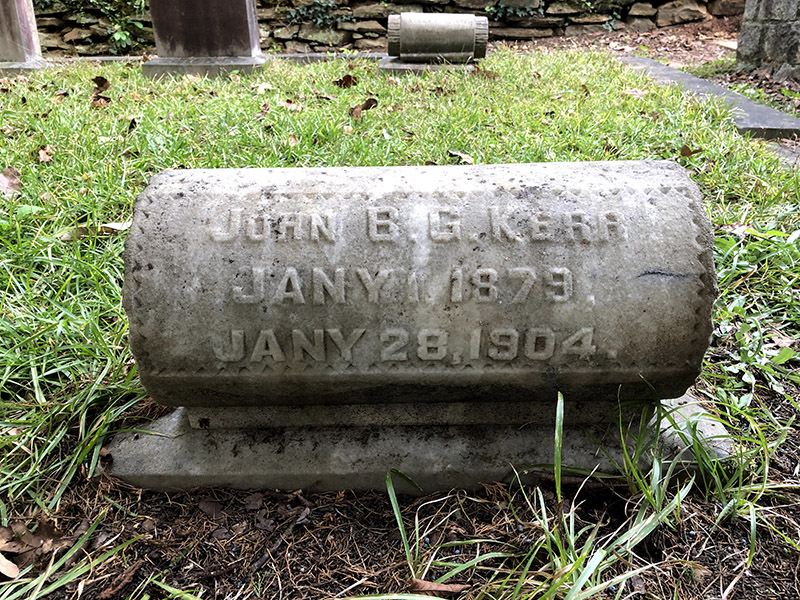 JOHN B. G. KERR
JANY 1, 1879.
JANY 28, 1904.